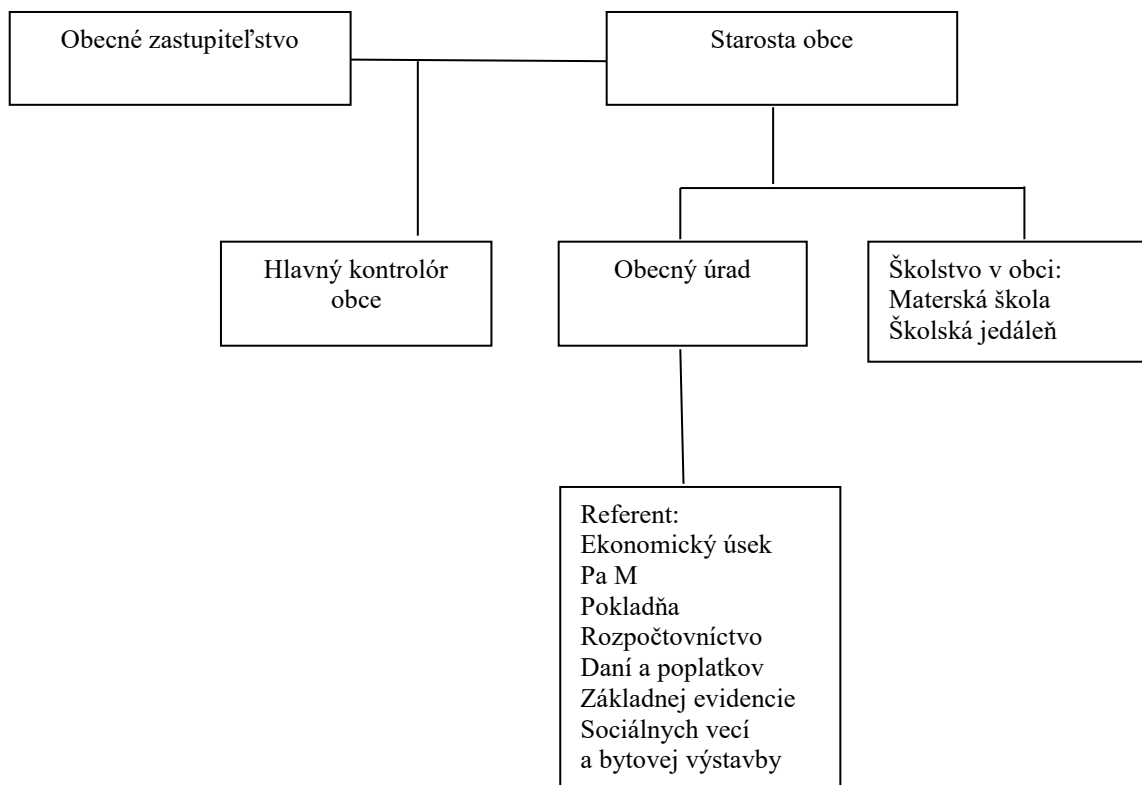 Obecné zastupiteľstvo
Starosta obce
Hlavný kontrolór
obce
Obecný úrad
Školstvo v obci:
Materská škola
Školská jedáleň
Referent:
Ekonomický úsek
Pa M
Pokladňa
Rozpočtovníctvo
Daní a poplatkov
Základnej evidencie
Sociálnych vecí
a bytovej výstavby